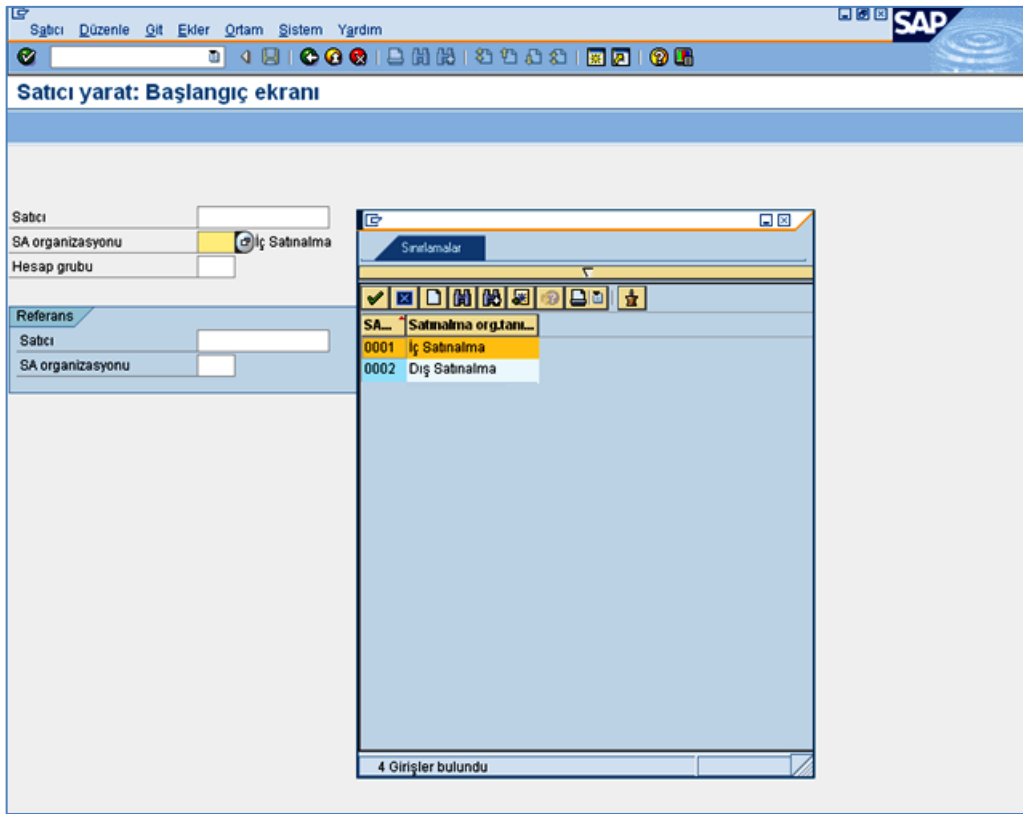 Satıcı Düzenle Git Ekler Ortam Sistem Yardım
SAP
Satıcı yarat: Başlangıç ekranı
Satıcı
SA organizasyonu İç Satınalma
Hesap grubu
Referans
Satıcı
SA organizasyonu
Sınırlamalar
SA... Satınalma org.tanı...
0001 İç Satınalma
0002 Dış Satınalma
4 Girişler bulundu